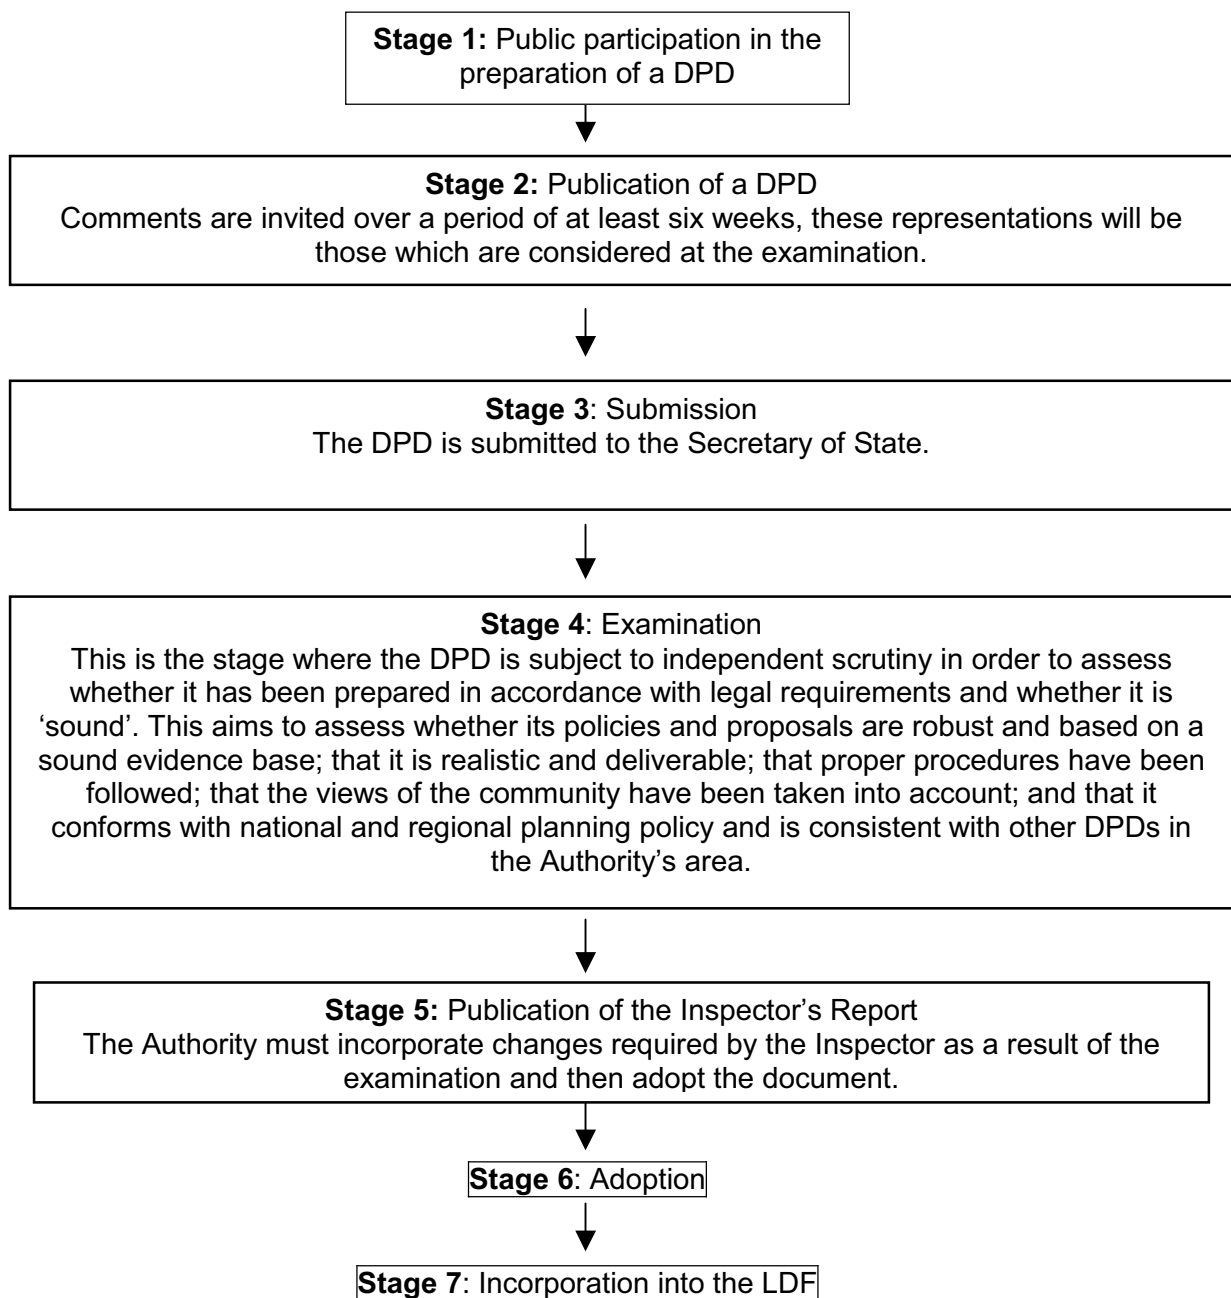 Stage 1: Public participation in the
preparation of a DPD
Stage 2: Publication of a DPD
Comments are invited over a period of at least six weeks, these representations will be
those which are considered at the examination.
Stage 3: Submission
The DPD is submitted to the Secretary of State.
Stage 4: Examination
This is the stage where the DPD is subject to independent scrutiny in order to assess
whether it has been prepared in accordance with legal requirements and whether it is
‘sound’. This aims to assess whether its policies and proposals are robust and based on a
sound evidence base; that it is realistic and deliverable; that proper procedures have been
followed; that the views of the community have been taken into account; and that it
conforms with national and regional planning policy and is consistent with other DPDs in
the Authority’s area.
Stage 5: Publication of the Inspector’s Report
The Authority must incorporate changes required by the Inspector as a result of the
examination and then adopt the document.
Stage 6: Adoption
Stage 7: Incorporation into the LDF